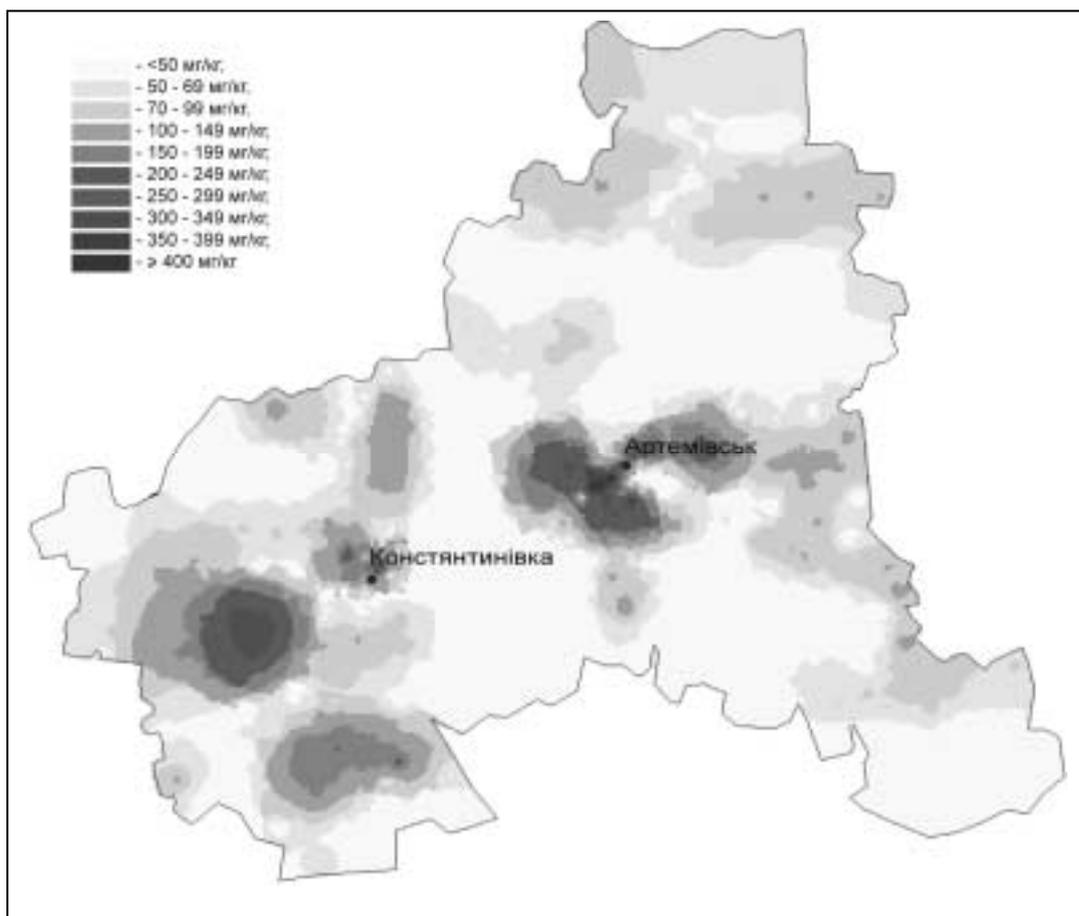 - <50 мг/кг;
- 50 - 69 мг/кг;
- 70 - 99 мг/кг;
- 100 - 149 мг/кг;
- 150 - 199 мг/кг;
- 200 - 249 мг/кг;
- 250 - 299 мг/кг;
- 300 - 349 мг/кг;
- 350 - 399 мг/кг;
- ≥ 400 мг/кг
Артемівськ
Констянтинівка